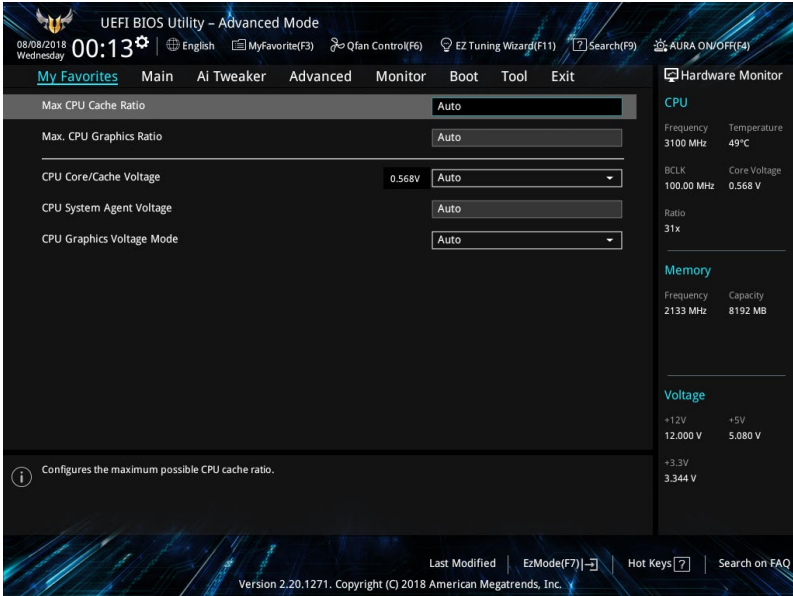 UEFI BIOS Utility – Advanced Mode
08/08/2018 Wednesday 00:13 English MyFavorite(F3) Qfan Control(F6) EZ Tuning Wizard(F11) ? Search(F9) AURA ON/OFF(F4)
My Favorites Main Ai Tweaker Advanced Monitor Boot Tool Exit
Max CPU Cache Ratio Auto
Max. CPU Graphics Ratio Auto
CPU Core/Cache Voltage 0.568V Auto
CPU System Agent Voltage Auto
CPU Graphics Voltage Mode Auto
i Configures the maximum possible CPU cache ratio.
Hardware Monitor
CPU
Frequency Temperature
3100 MHz 49°C
BCLK Core Voltage
100.00 MHz 0.568 V
Ratio
31x
Memory
Frequency Capacity
2133 MHz 8192 MB
Voltage
+12V +5V
12.000 V 5.080 V
+3.3V
3.344 V
Last Modified EzMode(F7) Hot Keys ? Search on FAQ
Version 2.20.1271. Copyright (C) 2018 American Megatrends, Inc.